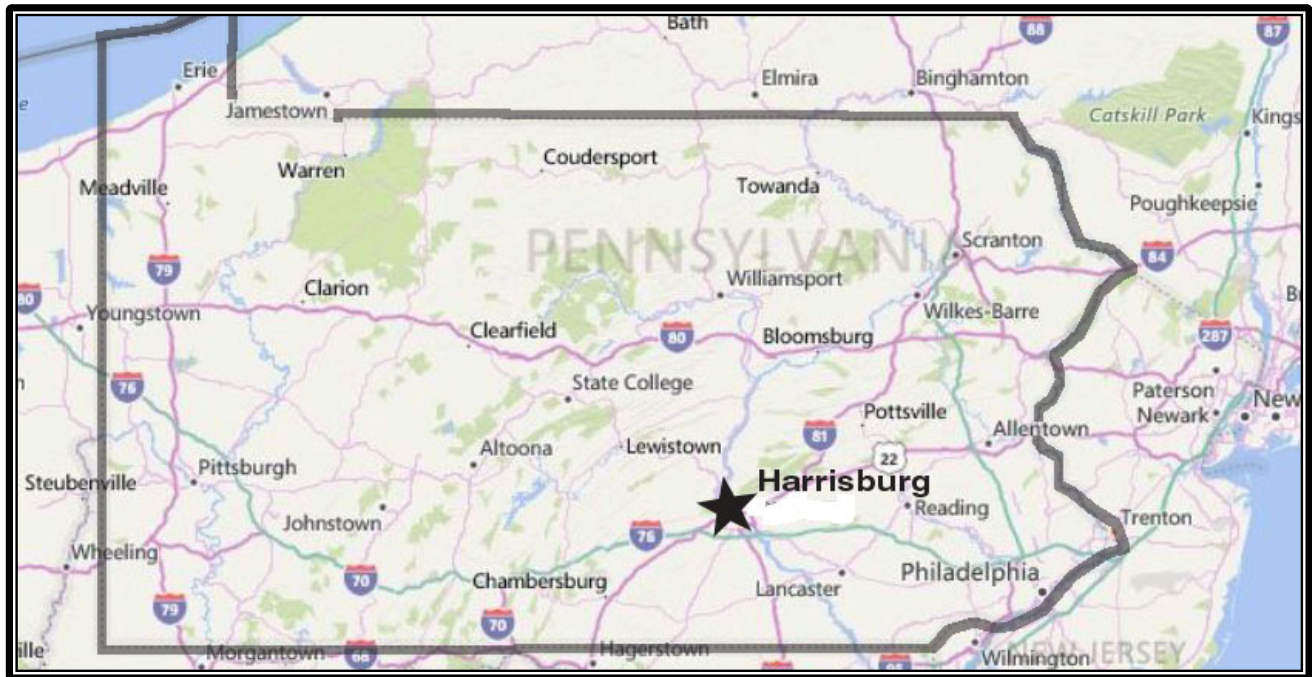 Bath
88
87
Erie
Elmira
Binghamton
Jamestown
Catskill Park
Kings
Warren
Coudersport
Meadville
Towanda
Poughkeepsie
PENNSYLVANIA
Scranton
84
79
Williamsport
80
Clarion
Youngstown
Wilkes-Barre
Clearfield
80
Bloomsburg
287
76
State College
Paterson
Newark
New
Pottsville
81
Allentown
Altoona
Lewistown
22
Pittsburgh
Harrisburg
Steubenville
Reading
Johnstown
Trenton
76
Wheeling
70
Chambersburg
Lancaster
Philadelphia
79
70
ille
Morgantown
68
Hagerstown
Wilmington
NEW JERSEY